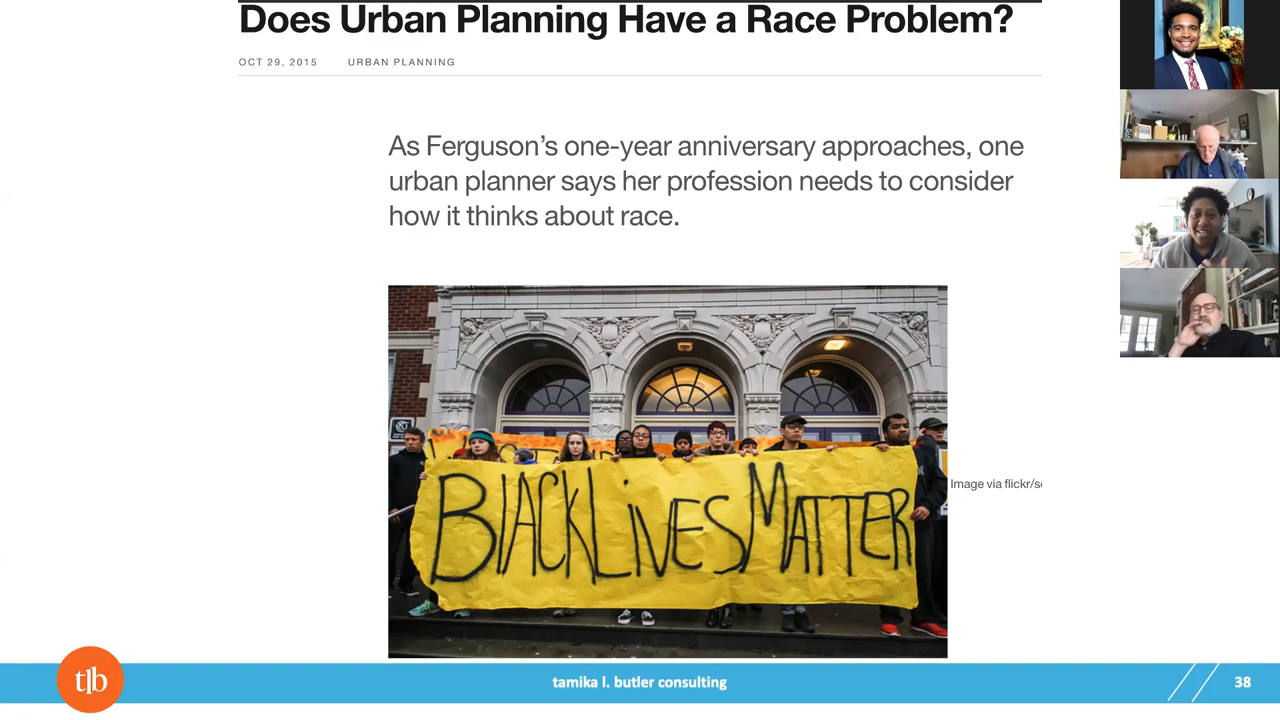 Does Urban Planning Have a Race Problem?
OCT 29, 2015 URBAN PLANNING
As Ferguson’s one-year anniversary approaches, one
urban planner says her profession needs to consider
how it thinks about race.
BlACK LiVES MATTER
Image via flickr/se
tlb
tamika l. butler consulting
38